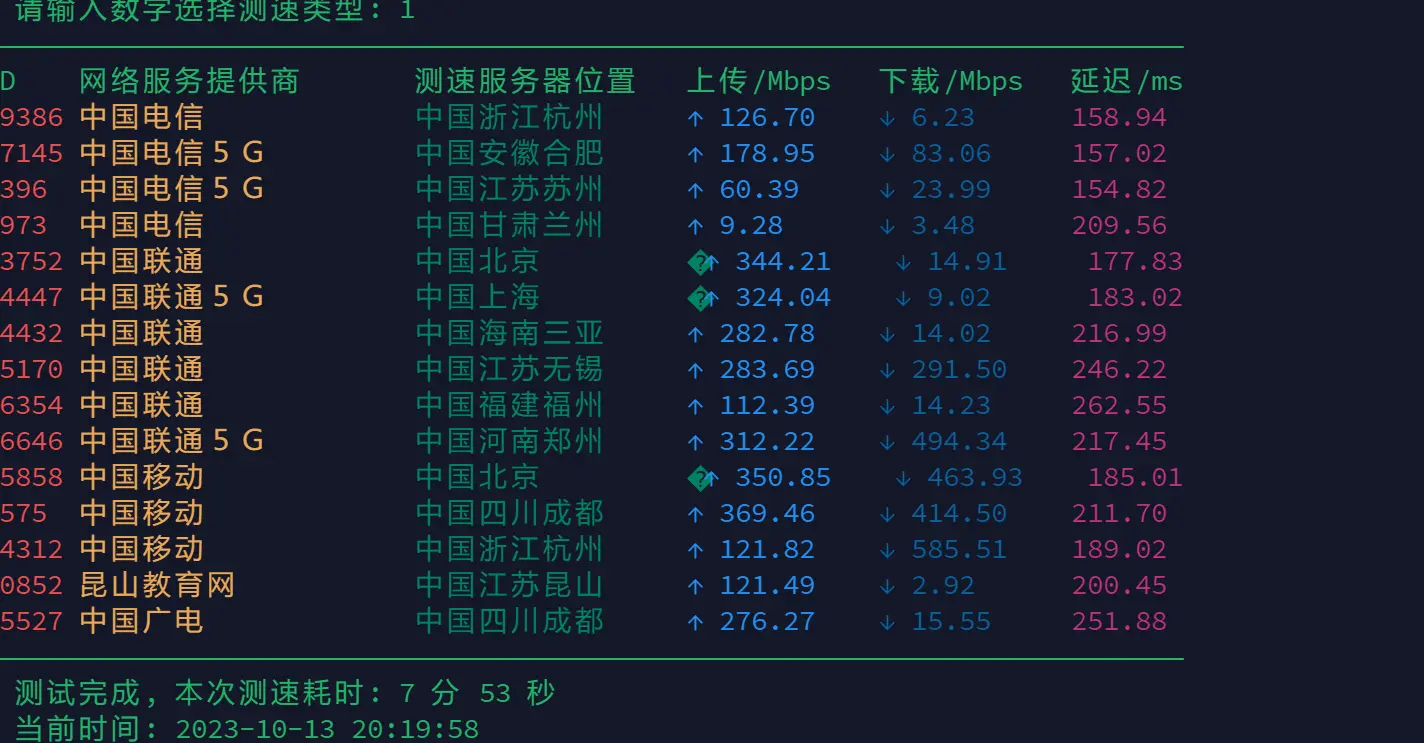 请输入数字选择测速类型: 1
D 网络服务提供商 测速服务器位置 上传/Mbps 下载/Mbps 延迟/ms
9386 中国电信 中国浙江杭州 ↑ 126.70 ↓ 6.23 158.94
7145 中国电信５Ｇ 中国安徽合肥 ↑ 178.95 ↓ 83.06 157.02
396 中国电信５Ｇ 中国江苏苏州 ↑ 60.39 ↓ 23.99 154.82
973 中国电信 中国甘肃兰州 ↑ 9.28 ↓ 3.48 209.56
3752 中国联通 中国北京 �↑ 344.21 ↓ 14.91 177.83
4447 中国联通５Ｇ 中国上海 �↑ 324.04 ↓ 9.02 183.02
4432 中国联通 中国海南三亚 ↑ 282.78 ↓ 14.02 216.99
5170 中国联通 中国江苏无锡 ↑ 283.69 ↓ 291.50 246.22
6354 中国联通 中国福建福州 ↑ 112.39 ↓ 14.23 262.55
6646 中国联通５Ｇ 中国河南郑州 ↑ 312.22 ↓ 494.34 217.45
5858 中国移动 中国北京 �↑ 350.85 ↓ 463.93 185.01
575 中国移动 中国四川成都 ↑ 369.46 ↓ 414.50 211.70
4312 中国移动 中国浙江杭州 ↑ 121.82 ↓ 585.51 189.02
0852 昆山教育网 中国江苏昆山 ↑ 121.49 ↓ 2.92 200.45
5527 中国广电 中国四川成都 ↑ 276.27 ↓ 15.55 251.88
测试完成, 本次测速耗时: 7 分 53 秒
当前时间: 2023-10-13 20:19:58